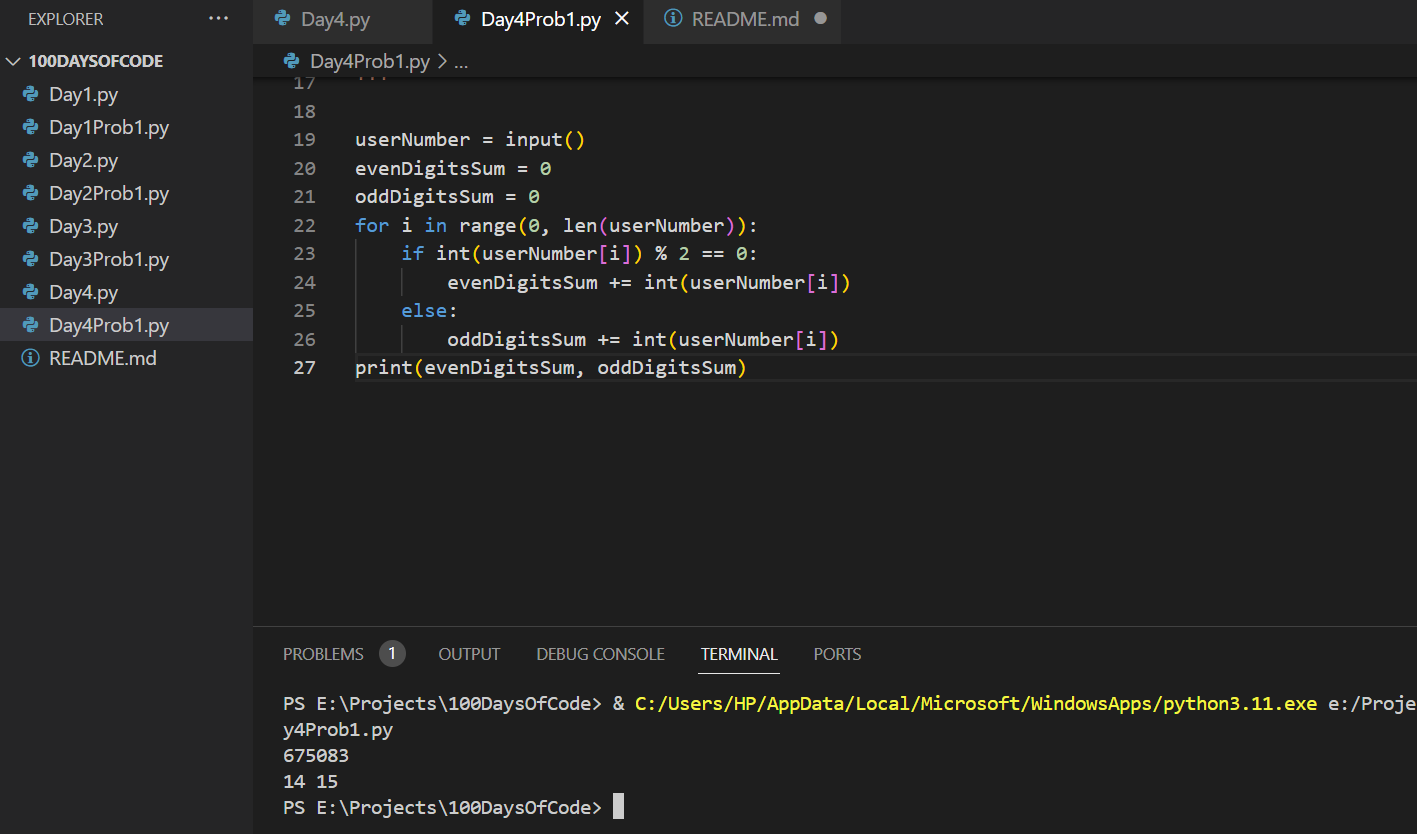 EXPLORER ...
Day4.py Day4Prob1.py README.md
100DAYSOFCODE
Day4Prob1.py > ...
Day1.py
Day1Prob1.py
Day2.py
Day2Prob1.py
Day3.py
Day3Prob1.py
Day4.py
Day4Prob1.py
README.md
17 '''
18
19 userNumber = input()
20 evenDigitsSum = 0
21 oddDigitsSum = 0
22 for i in range(0, len(userNumber)):
23     if int(userNumber[i]) % 2 == 0:
24         evenDigitsSum += int(userNumber[i])
25     else:
26         oddDigitsSum += int(userNumber[i])
27 print(evenDigitsSum, oddDigitsSum)
PROBLEMS 1 OUTPUT DEBUG CONSOLE TERMINAL PORTS
PS E:\Projects\100DaysOfCode> & C:/Users/HP/AppData/Local/Microsoft/WindowsApps/python3.11.exe e:/Proje
y4Prob1.py
675083
14 15
PS E:\Projects\100DaysOfCode>